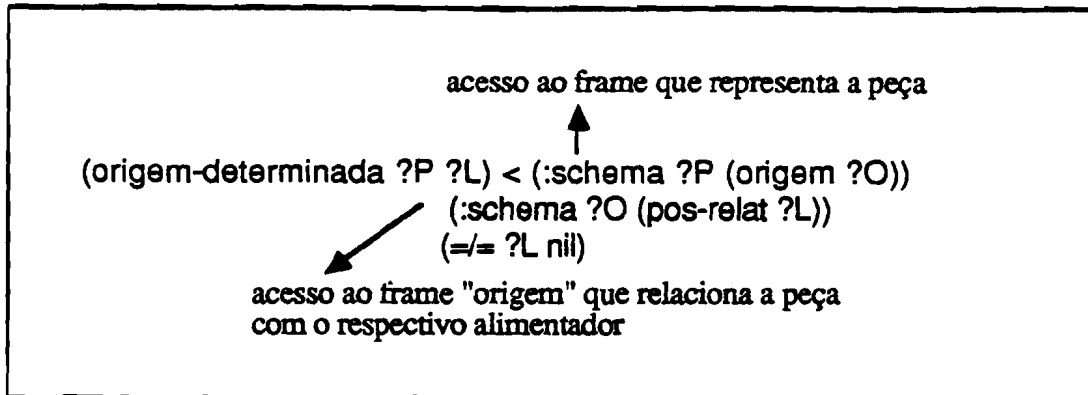 acesso ao frame que representa a peça
(origem-determinada ?P ?L) < (:schema ?P (origem ?O))
(:schema ?O (pos-relat ?L))
(=/= ?L nil)
acesso ao frame "origem" que relaciona a peça
com o respectivo alimentador